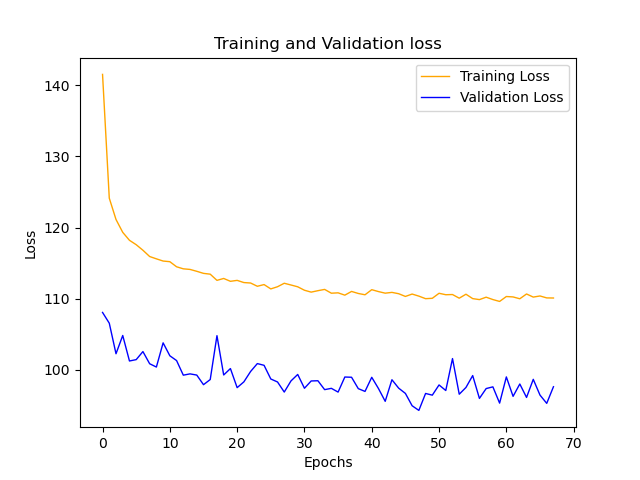 Training and Validation loss
Training Loss
Validation Loss
140
130
120
110
100
Loss
0 10 20 30 40 50 60 70
Epochs